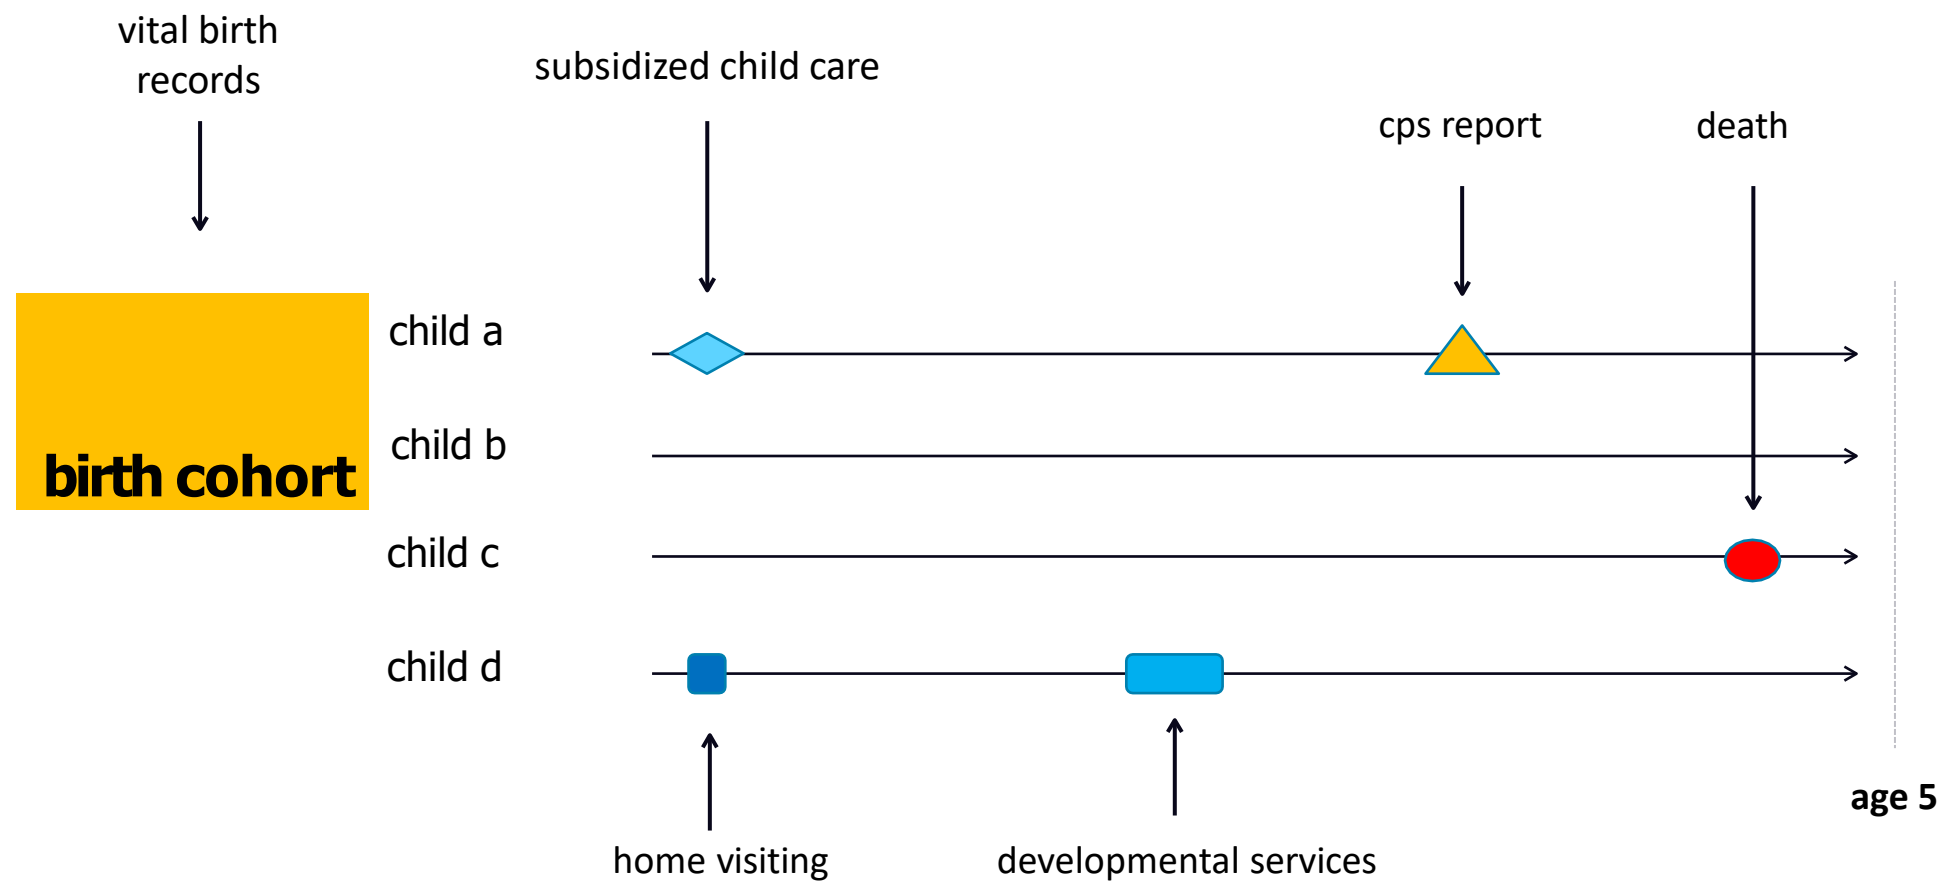 vital birth
records
subsidized child care
cps report
death
birth cohort
child a
child b
child c
child d
age 5
home visiting
developmental services